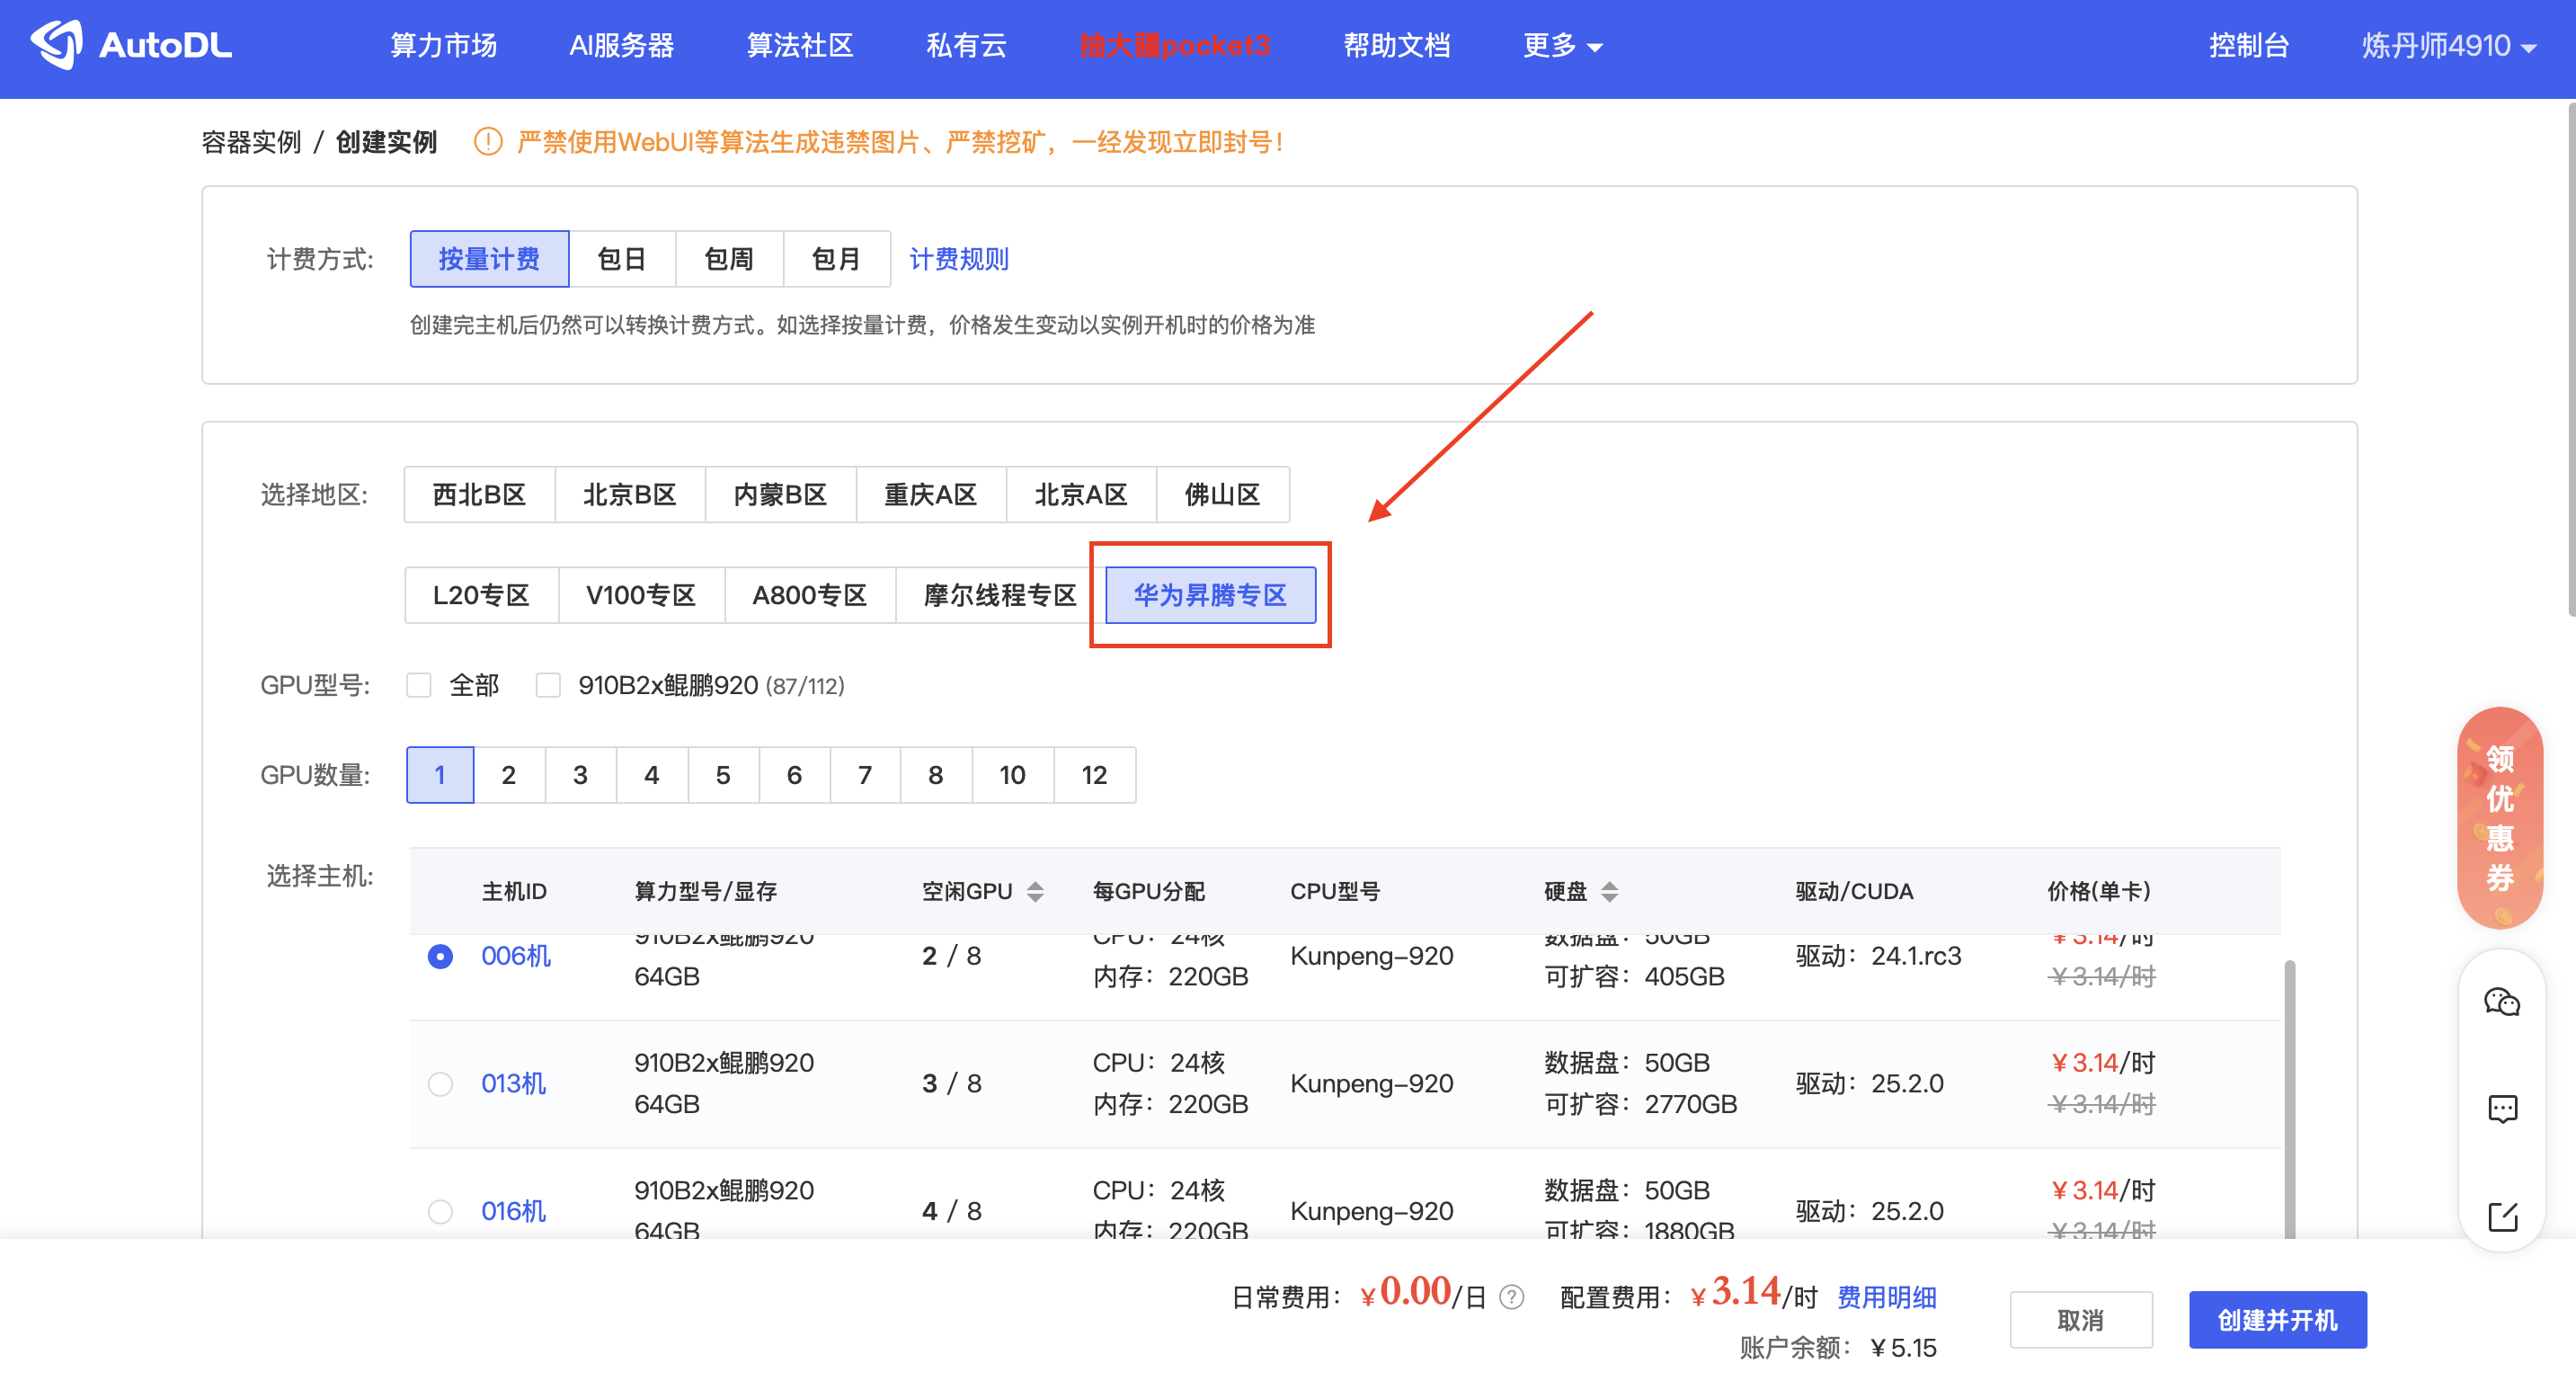 AutoDL 算力市场 AI服务器 算法社区 私有云 抽大疆pocket3 帮助文档 更多 控制台 炼丹师4910
容器实例 / 创建实例 严禁使用WebUI等算法生成违禁图片、严禁挖矿，一经发现立即封号！
计费方式: 按量计费 包日 包周 包月 计费规则
创建完主机后仍然可以转换计费方式。如选择按量计费，价格发生变动以实例开机时的价格为准
选择地区: 西北B区 北京B区 内蒙B区 重庆A区 北京A区 佛山区
L20专区 V100专区 A800专区 摩尔线程专区 华为昇腾专区
GPU型号: 全部 910B2x鲲鹏920 (87/112)
GPU数量: 1 2 3 4 5 6 7 8 10 12
选择主机: 主机ID 算力型号/显存 空闲GPU 每GPU分配 CPU型号 硬盘 驱动/CUDA 价格(单卡)
910B2x鲲鹏920 CPU：24核 数据盘：50GB ￥3.14/时
006机 2 / 8 Kunpeng-920 驱动：24.1.rc3
64GB 内存：220GB 可扩容：405GB ￥3.14/时
910B2x鲲鹏920 CPU：24核 数据盘：50GB ￥3.14/时
013机 3 / 8 Kunpeng-920 驱动：25.2.0
64GB 内存：220GB 可扩容：2770GB ￥3.14/时
910B2x鲲鹏920 CPU：24核 数据盘：50GB ￥3.14/时
016机 4 / 8 Kunpeng-920 驱动：25.2.0
64GB 内存：220GB 可扩容：1880GB ￥3.14/时
领优惠券
日常费用：￥0.00/日 ? 配置费用：￥3.14/时 费用明细
账户余额：￥5.15
取消 创建并开机